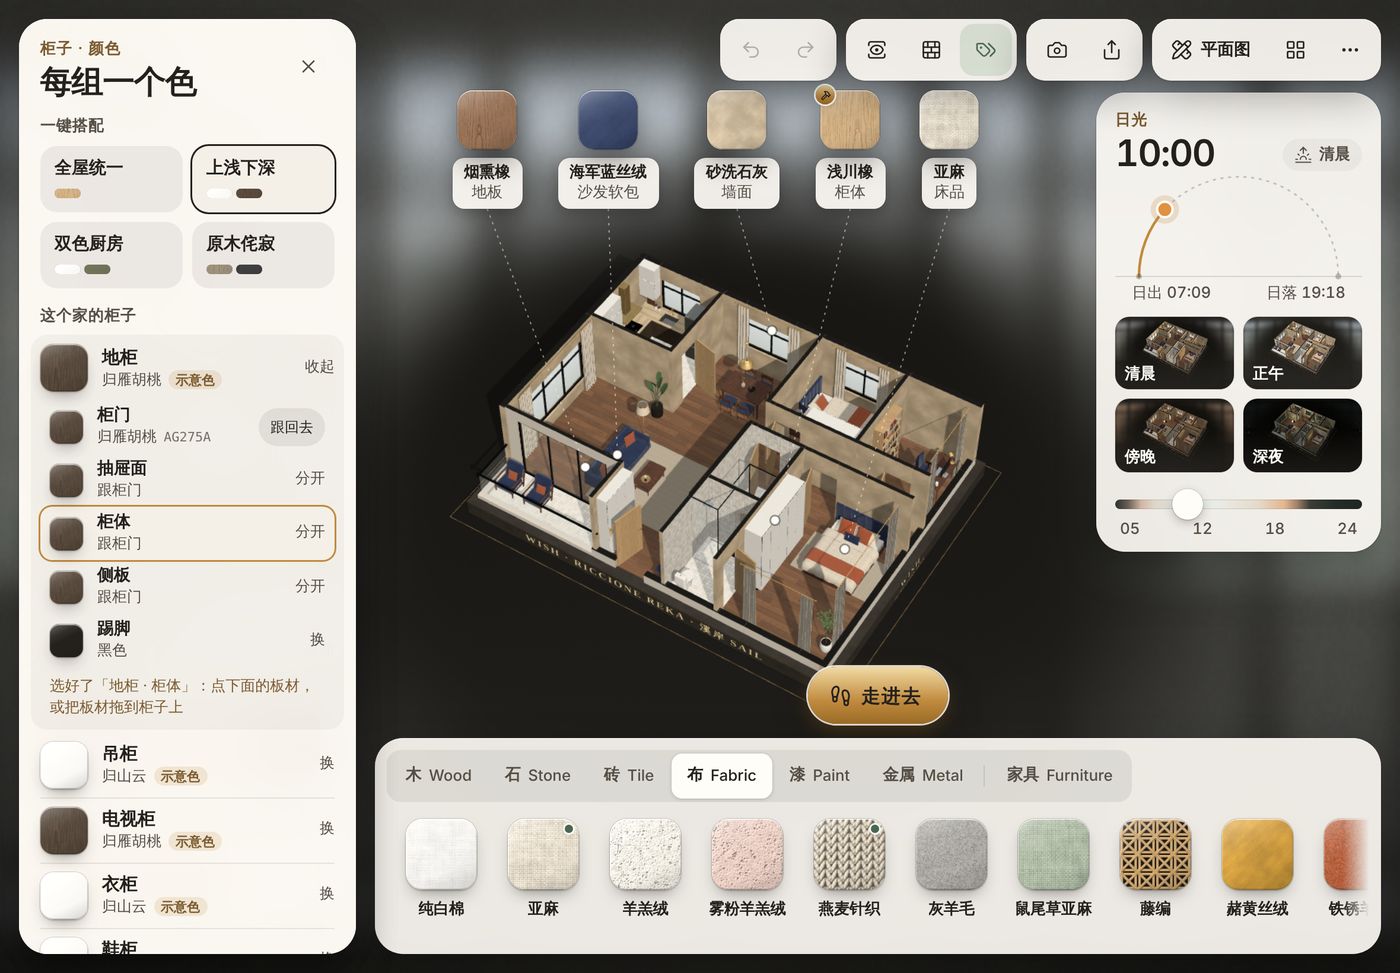 柜子 · 颜色
每组一个色
一键搭配
全屋统一
上浅下深
双色厨房
原木侘寂
这个家的柜子
地柜
归雁胡桃 示意色
收起
柜门
归雁胡桃 AG275A
跟回去
抽屉面
跟柜门
分开
柜体
跟柜门
分开
侧板
跟柜门
分开
踢脚
黑色
换
选好了「地柜 · 柜体」：点下面的板材，
或把板材拖到柜子上
吊柜
归山云 示意色
换
电视柜
归雁胡桃 示意色
换
衣柜
归山云 示意色
换
鞋柜
平面图
烟熏橡
地板
海军蓝丝绒
沙发软包
砂洗石灰
墙面
浅川橡
柜体
亚麻
床品
WISH · RICCIONE REKA · 溪岸 SAIL
走进去
日光
10:00
清晨
日出 07:09
日落 19:18
清晨
正午
傍晚
深夜
05 12 18 24
木 Wood
石 Stone
砖 Tile
布 Fabric
漆 Paint
金属 Metal
家具 Furniture
纯白棉
亚麻
羊羔绒
雾粉羊羔绒
燕麦针织
灰羊毛
鼠尾草亚麻
藤编
赭黄丝绒
铁锈